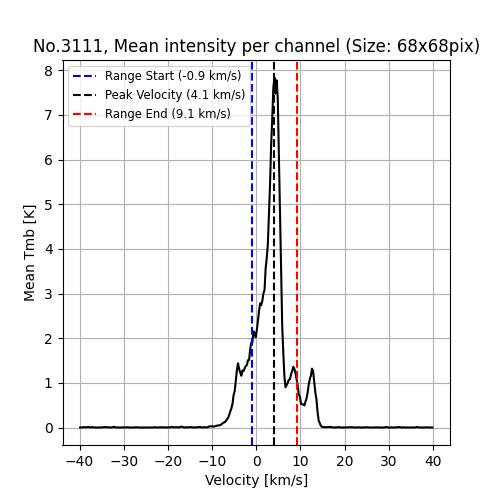 No.3111, Mean intensity per channel (Size: 68x68pix)
Range Start (-0.9 km/s)
Peak Velocity (4.1 km/s)
Range End (9.1 km/s)
Mean Tmb [K]
8
7
6
5
4
3
2
1
0
−40 −30 −20 −10 0 10 20 30 40
Velocity [km/s]